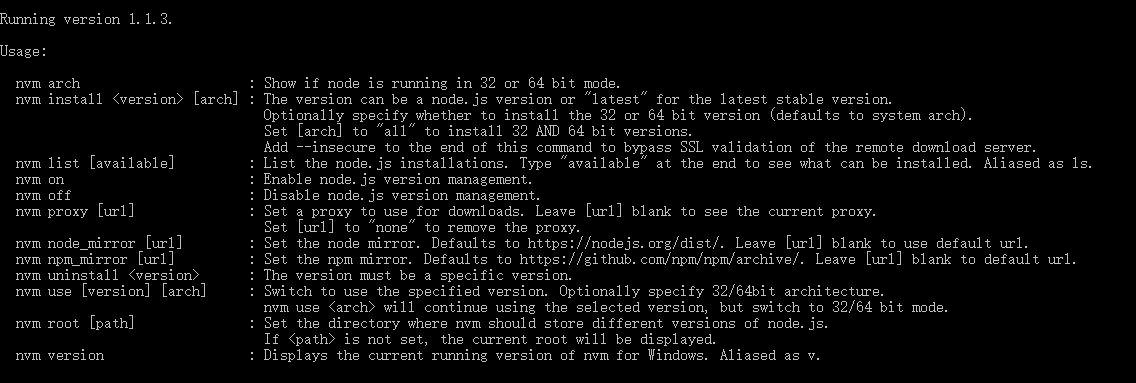 Running version 1.1.3.
Usage:
nvm arch : Show if node is running in 32 or 64 bit mode.
nvm install <version> [arch] : The version can be a node.js version or "latest" for the latest stable version.
Optionally specify whether to install the 32 or 64 bit version (defaults to system arch).
Set [arch] to "all" to install 32 AND 64 bit versions.
Add --insecure to the end of this command to bypass SSL validation of the remote download server.
nvm list [available] : List the node.js installations. Type "available" at the end to see what can be installed. Aliased as ls.
nvm on : Enable node.js version management.
nvm off : Disable node.js version management.
nvm proxy [url] : Set a proxy to use for downloads. Leave [url] blank to see the current proxy.
Set [url] to "none" to remove the proxy.
nvm node_mirror [url] : Set the node mirror. Defaults to https://nodejs.org/dist/. Leave [url] blank to use default url.
nvm npm_mirror [url] : Set the npm mirror. Defaults to https://github.com/npm/npm/archive/. Leave [url] blank to default url.
nvm uninstall <version> : The version must be a specific version.
nvm use [version] [arch] : Switch to use the specified version. Optionally specify 32/64bit architecture.
nvm use <arch> will continue using the selected version, but switch to 32/64 bit mode.
nvm root [path] : Set the directory where nvm should store different versions of node.js.
If <path> is not set, the current root will be displayed.
nvm version : Displays the current running version of nvm for Windows. Aliased as v.